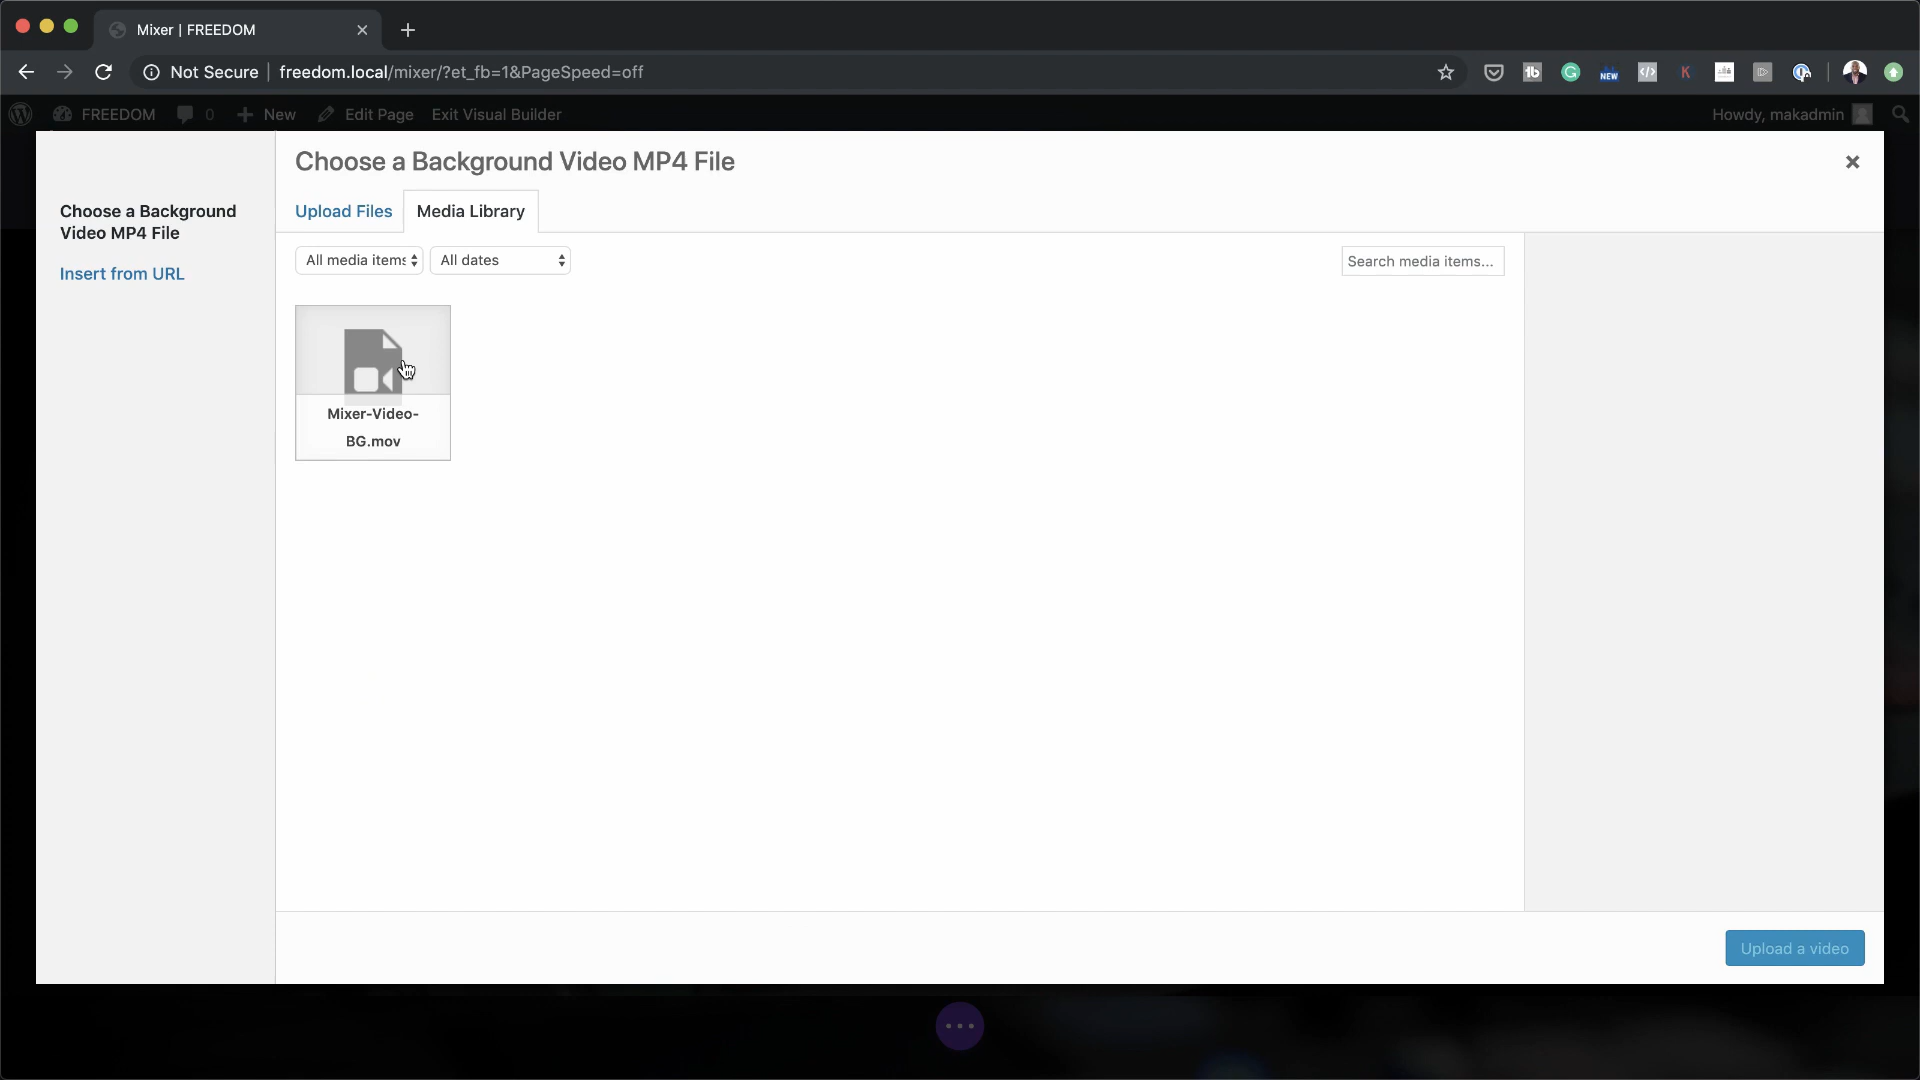 Mixer | FREEDOM
Not Secure | freedom.local/mixer/?et_fb=1&PageSpeed=off
tb
G
NEW
</>
K
FREEDOM
0
New
Edit Page
Exit Visual Builder
Howdy, makadmin
Choose a Background Video MP4 File
Choose a Background
Video MP4 File
Insert from URL
Upload Files
Media Library
All media items
All dates
Search media items...
Mixer-Video-
BG.mov
Upload a video